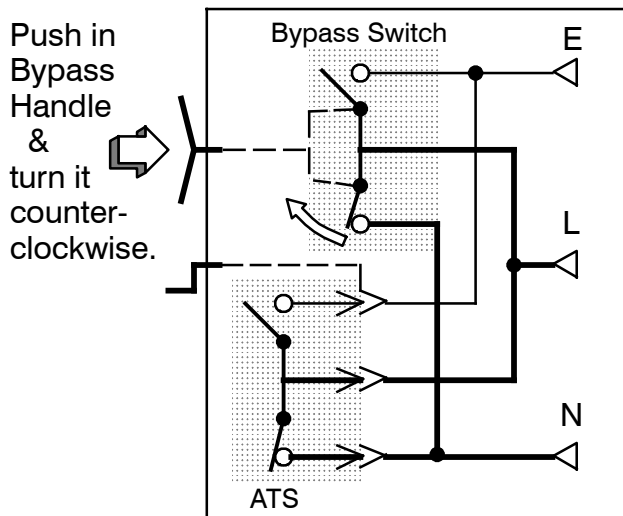 Push in
Bypass
Handle
&
turn it
counter-
clockwise.
Bypass Switch
E
L
N
ATS